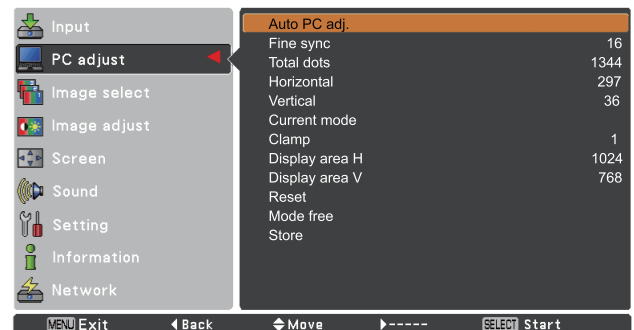 Input
PC adjust
Image select
Image adjust
Screen
Sound
Setting
Information
Network
Auto PC adj.
Fine sync 16
Total dots 1344
Horizontal 297
Vertical 36
Current mode
Clamp 1
Display area H 1024
Display area V 768
Reset
Mode free
Store
MENU Exit ◀Back ◆Move ▶----- SELECT Start